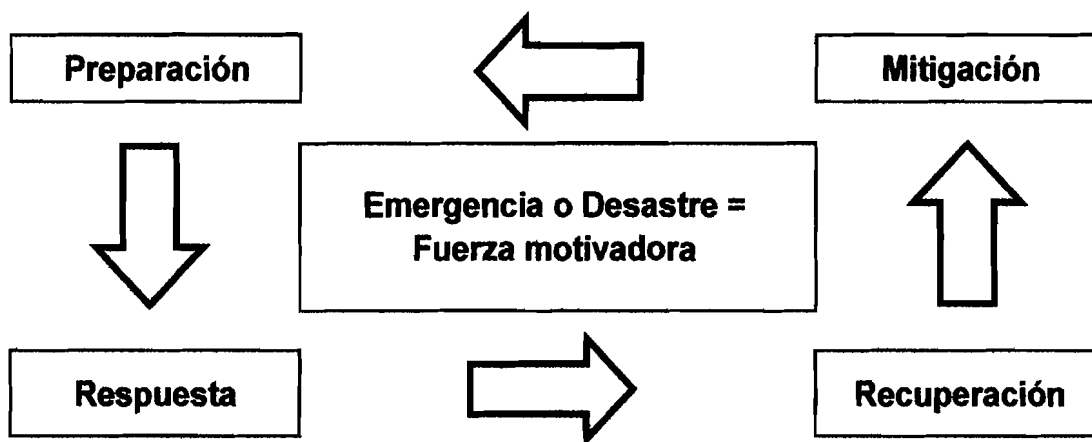 Preparación
Mitigación
Emergencia o Desastre =
Fuerza motivadora
Respuesta
Recuperación